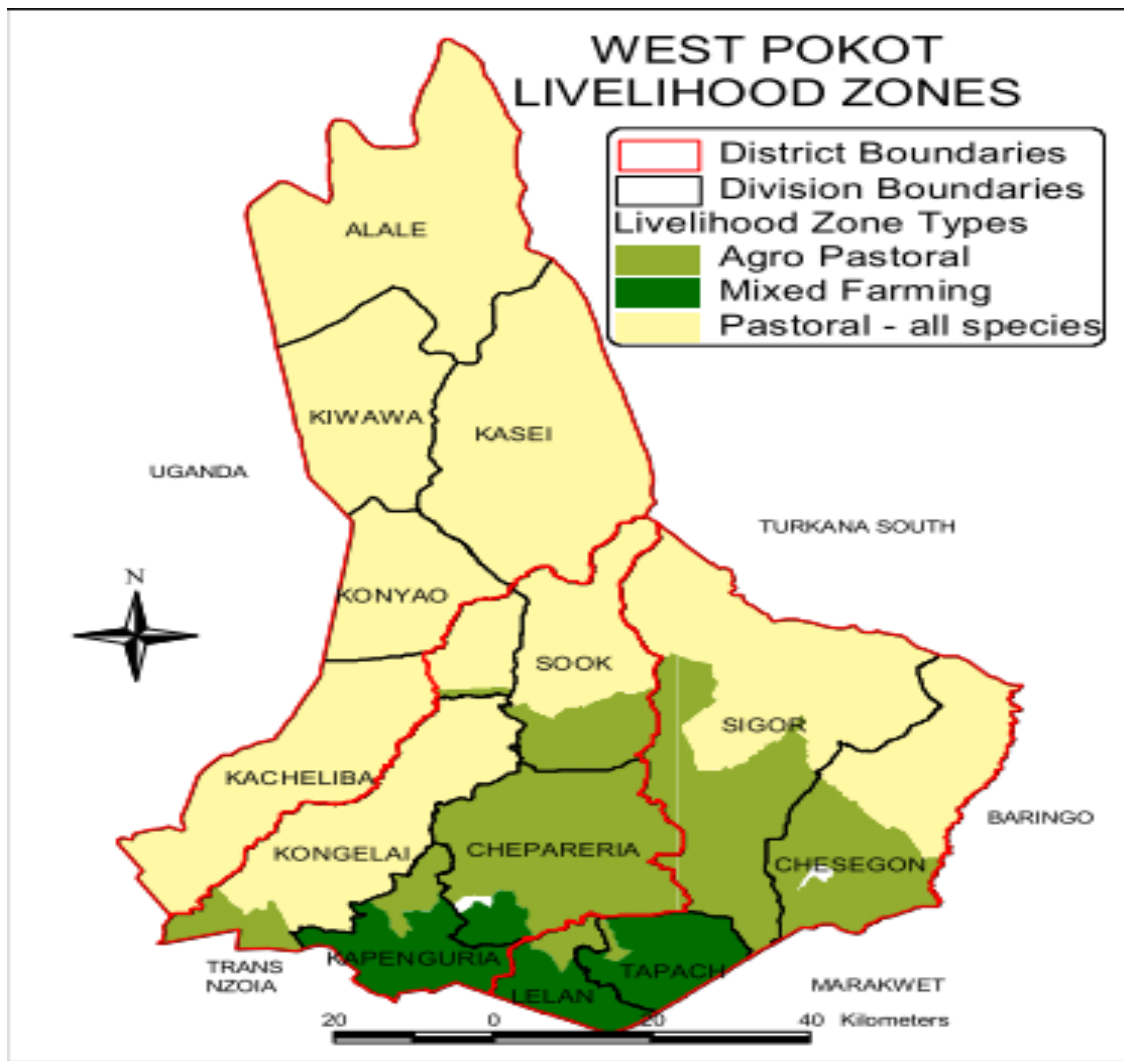 WEST POKOT
LIVELIHOOD ZONES
District Boundaries
Division Boundaries
Livelihood Zone Types
Agro Pastoral
Mixed Farming
Pastoral - all species
ALALE
KIWAWA
KASEI
UGANDA
TURKANA SOUTH
N
KONYAO
SOOK
SIGOR
KACHELIBA
BARINGO
KONGELAI
CHEPARERIA
CHESEGON
KAPENGURIA
TRANS
NZOIA
TAPACH
MARAKWET
LELAN
20 0 20 40 Kilometers